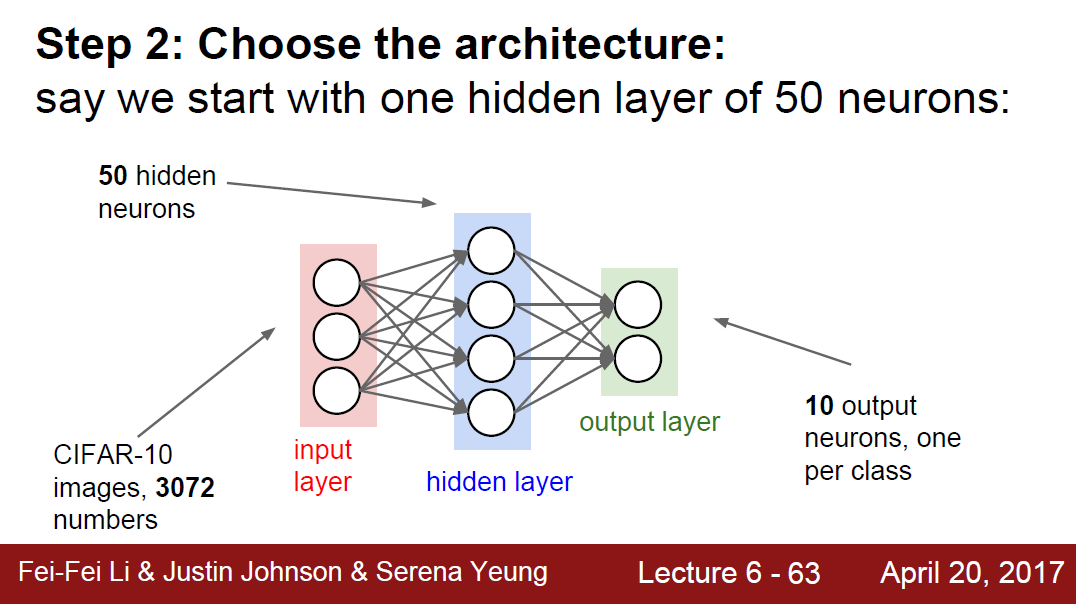 Step 2: Choose the architecture:
say we start with one hidden layer of 50 neurons:
50 hidden
neurons
CIFAR-10
images, 3072
numbers
input
layer
hidden layer
output layer
10 output
neurons, one
per class
Fei-Fei Li & Justin Johnson & Serena Yeung
Lecture 6 - 63
April 20, 2017